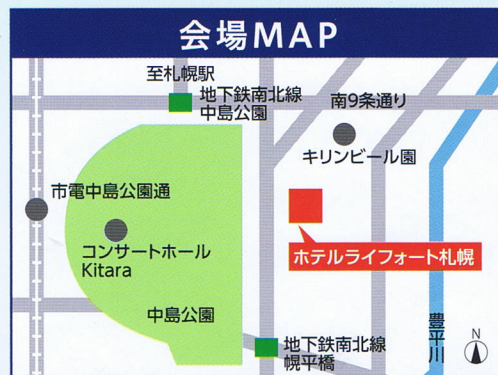 会場MAP
至札幌駅
地下鉄南北線
中島公園
南9条通り
キリンビール園
市電中島公園通
コンサートホール
Kitara
ホテルライフォート札幌
中島公園
地下鉄南北線
幌平橋
豊平川
N